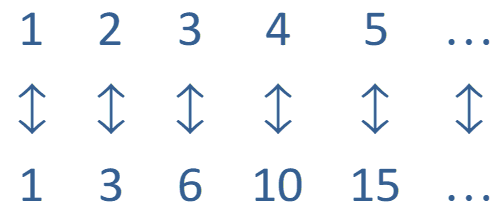 1 2 3 4 5 ...
↕ ↕ ↕ ↕ ↕ ↕
1 3 6 10 15 ...